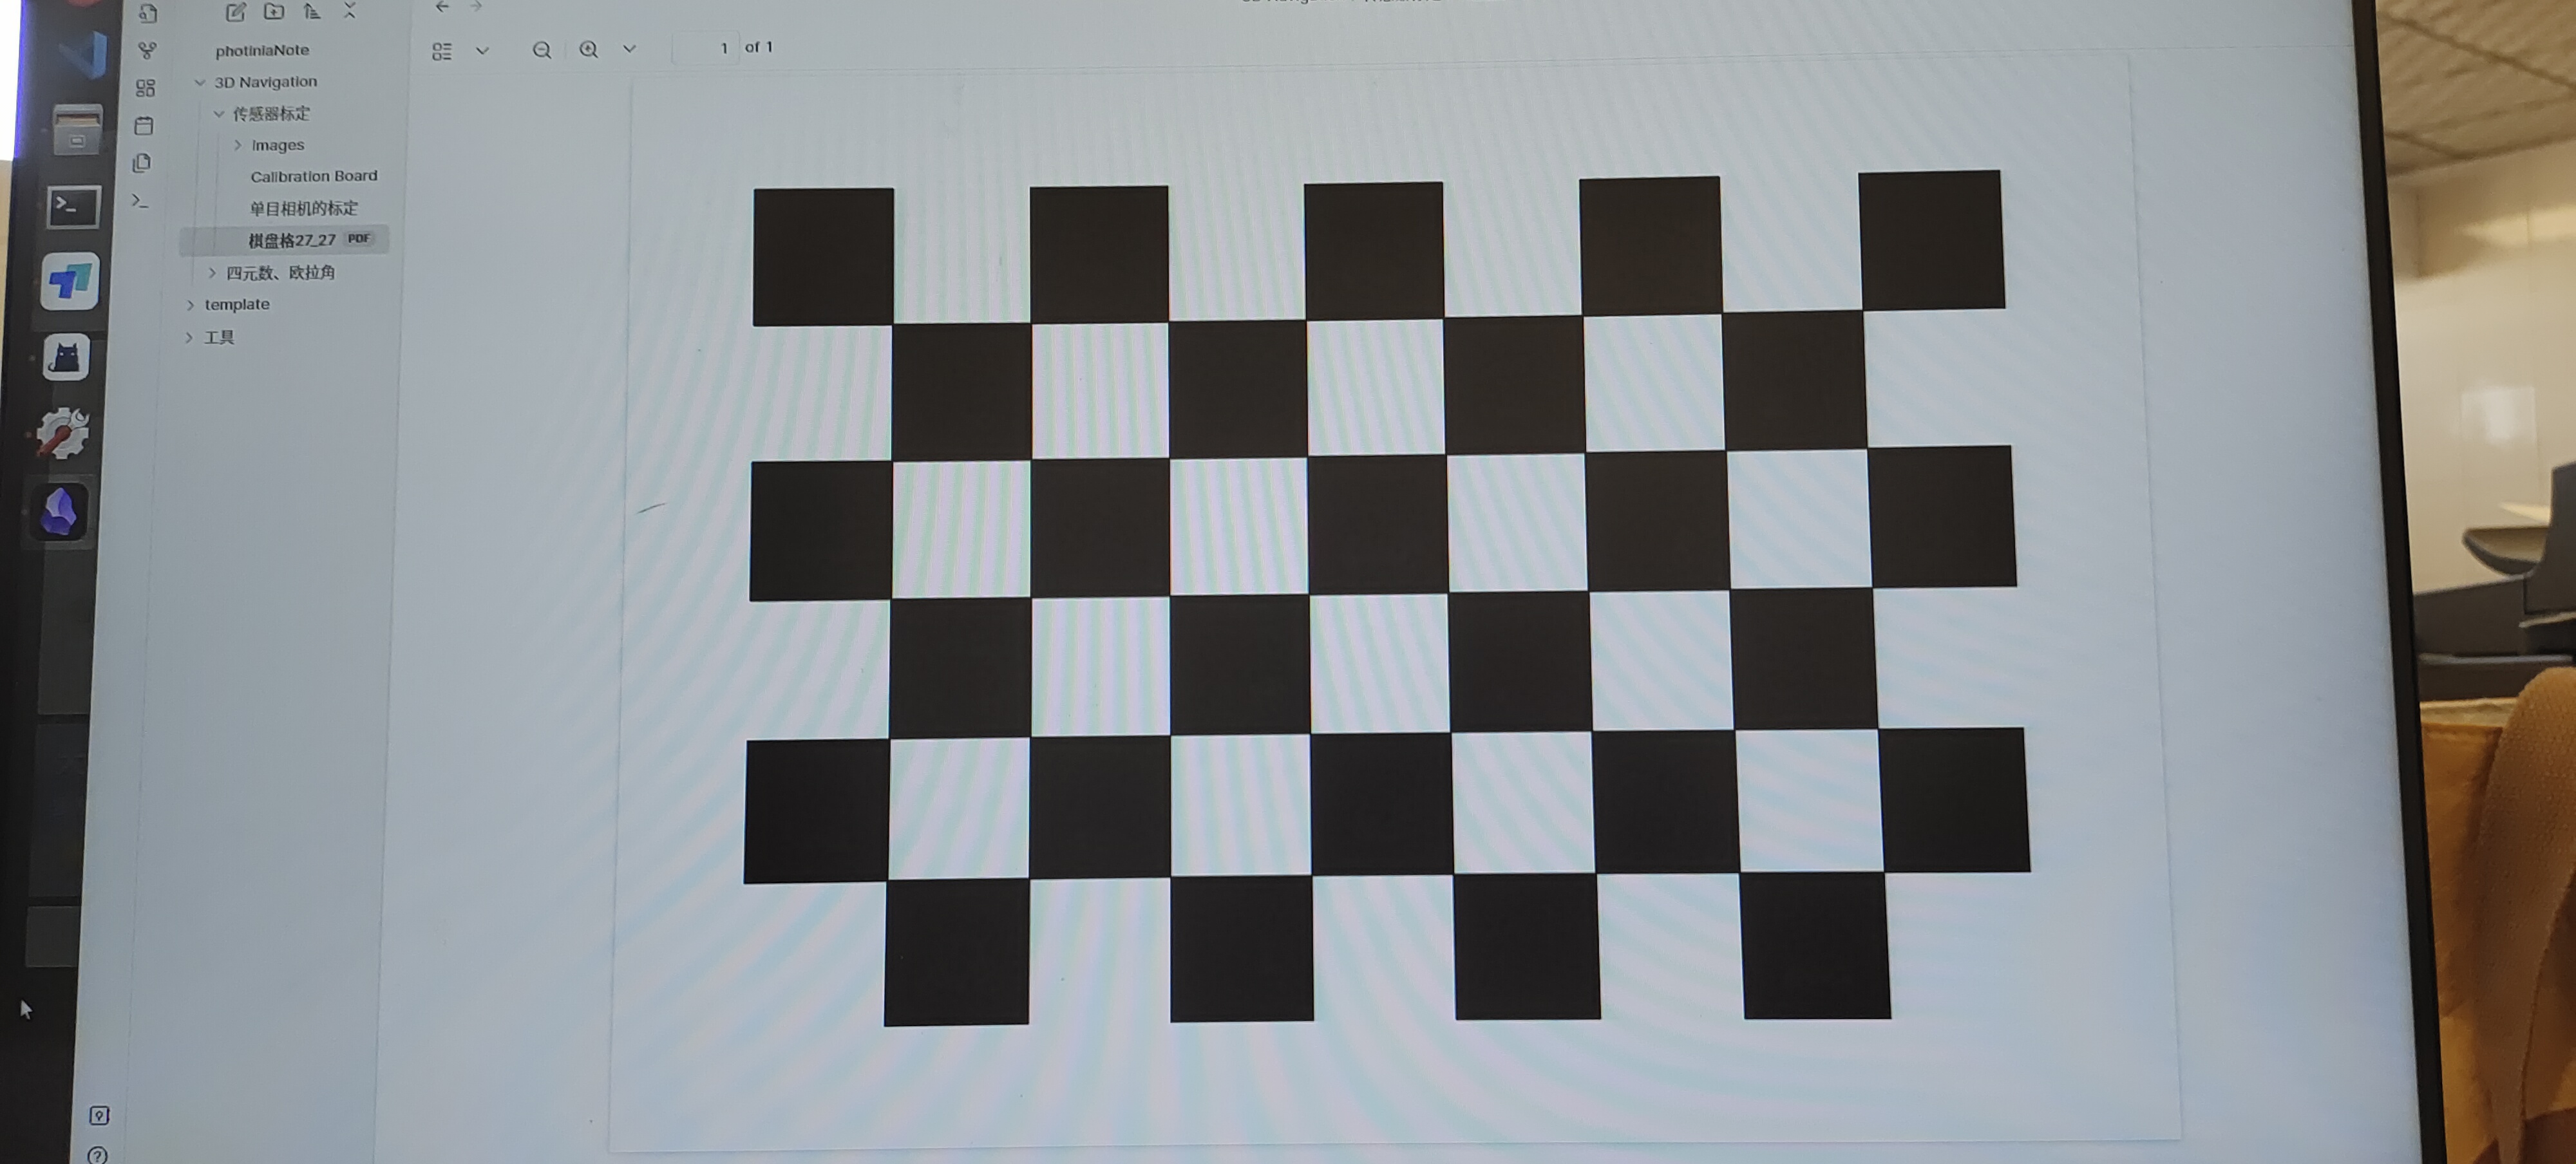 photiniaNote
3D Navigation
传感器标定
Images
Calibration Board
单目相机的标定
棋盘格27_27 PDF
四元数、欧拉角
template
工具
1 of 1